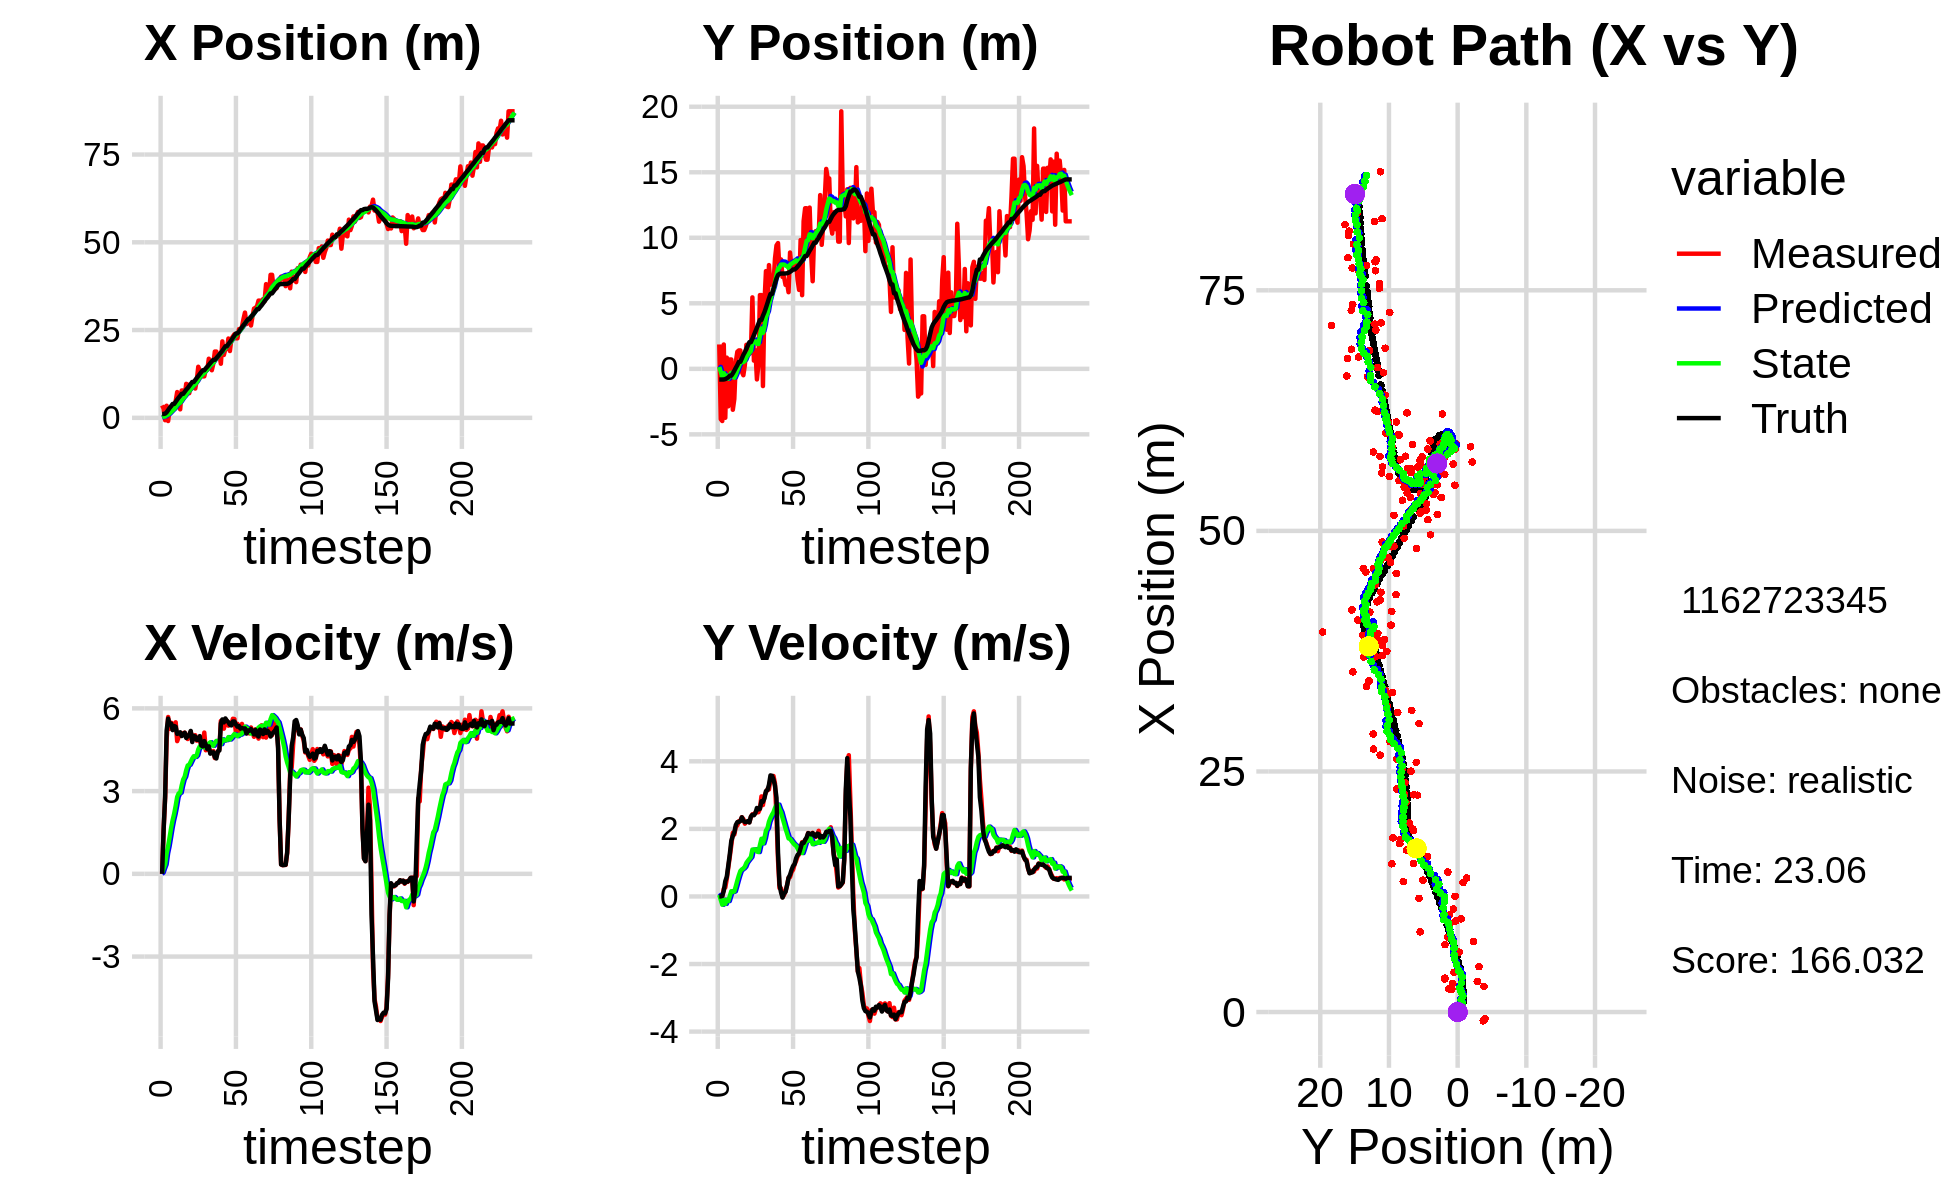 X Position (m)
75
50
25
0
0 50 100 150 200
timestep
Y Position (m)
20
15
10
5
0
-5
0 50 100 150 200
timestep
X Velocity (m/s)
6
3
0
-3
0 50 100 150 200
timestep
Y Velocity (m/s)
4
2
0
-2
-4
0 50 100 150 200
timestep
Robot Path (X vs Y)
X Position (m)
75
50
25
0
20 10 0 -10 -20
Y Position (m)
variable
Measured
Predicted
State
Truth
1162723345
Obstacles: none
Noise: realistic
Time: 23.06
Score: 166.032